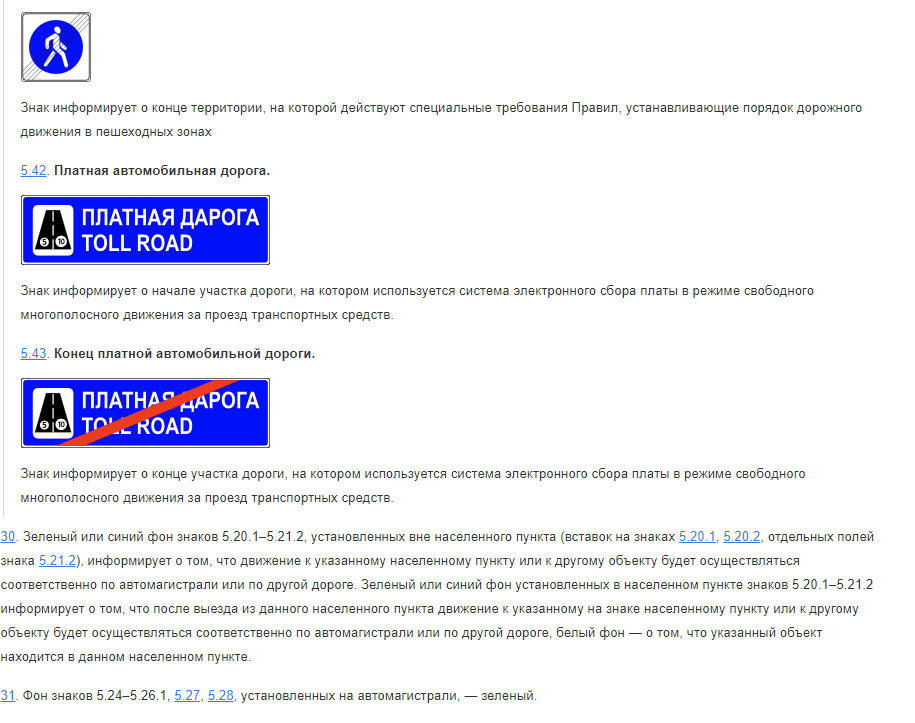 Знак информирует о конце территории, на которой действуют специальные требования Правил, устанавливающие порядок дорожного
движения в пешеходных зонах
5.42. Платная автомобильная дорога.
ПЛАТНАЯ ДАРОГА
TOLL ROAD
5 10
Знак информирует о начале участка дороги, на котором используется система электронного сбора платы в режиме свободного
многополосного движения за проезд транспортных средств.
5.43. Конец платной автомобильной дороги.
ПЛАТНАЯ ДАРОГА
TOLL ROAD
5 10
Знак информирует о конце участка дороги, на котором используется система электронного сбора платы в режиме свободного
многополосного движения за проезд транспортных средств.
30. Зеленый или синий фон знаков 5.20.1–5.21.2, установленных вне населенного пункта (вставок на знаках 5.20.1, 5.20.2, отдельных полей
знака 5.21.2), информирует о том, что движение к указанному населенному пункту или к другому объекту будет осуществляться
соответственно по автомагистрали или по другой дороге. Зеленый или синий фон установленных в населенном пункте знаков 5.20.1–5.21.2
информирует о том, что после выезда из данного населенного пункта движение к указанному на знаке населенному пункту или к другому
объекту будет осуществляться соответственно по автомагистрали или по другой дороге, белый фон — о том, что указанный объект
находится в данном населенном пункте.
31. Фон знаков 5.24–5.26.1, 5.27, 5.28, установленных на автомагистрали, — зеленый.